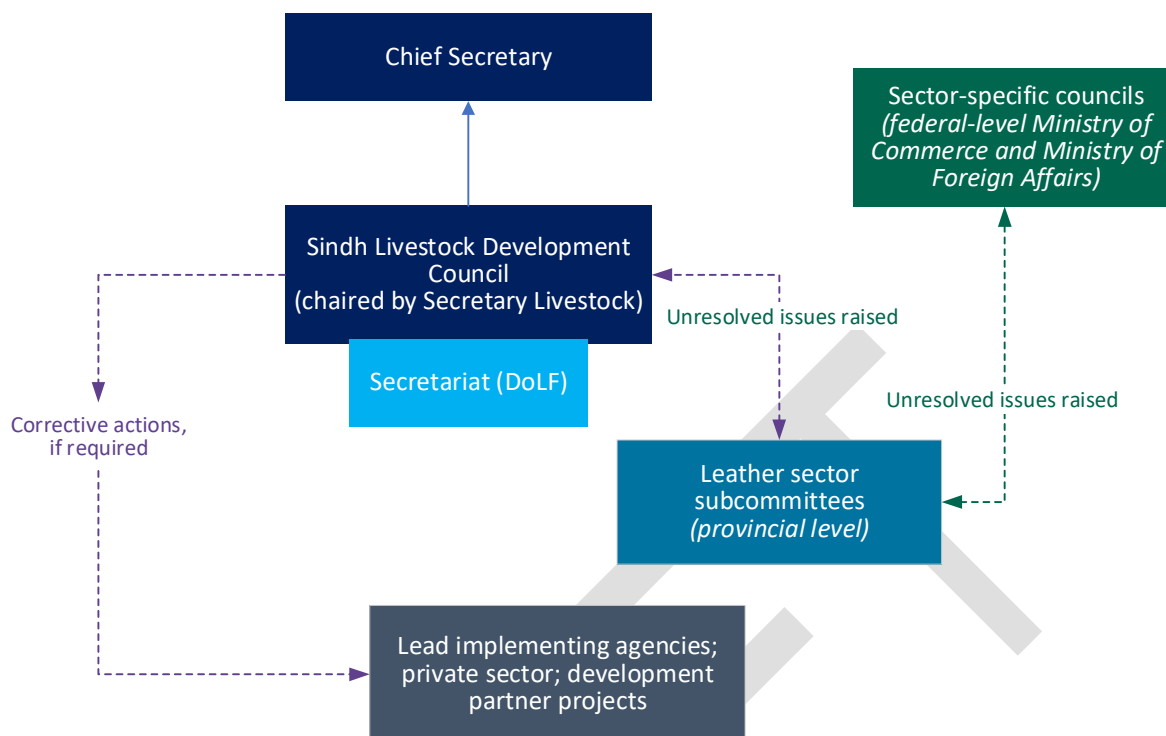 Chief Secretary
Sector-specific councils
(federal-level Ministry of
Commerce and Ministry of
Foreign Affairs)
Sindh Livestock Development
Council
(chaired by Secretary Livestock)
Unresolved issues raised
Secretariat (DoLF)
Unresolved issues raised
Corrective actions,
if required
Leather sector
subcommittees
(provincial level)
Lead implementing agencies;
private sector; development
partner projects